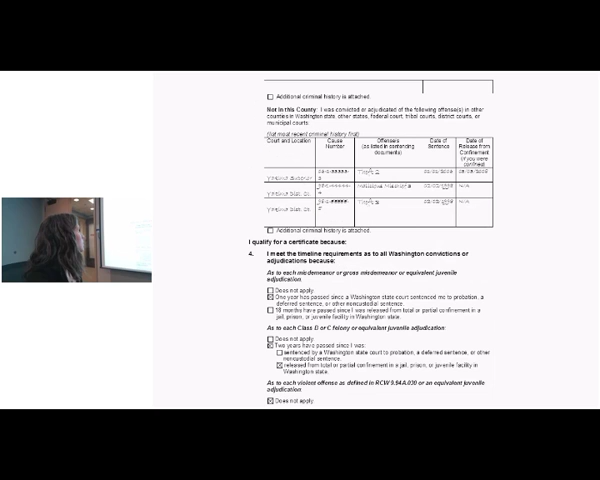 Additional criminal history is attached.
Not in this County: I was convicted or adjudicated of the following offense(s) in other
counties in Washington state, other states, federal court, tribal courts, district courts, or
municipal courts.
(list most recent criminal history first)
Court and Location Cause Number Offenses (as listed in sentencing documents) Date of Sentence Date of Release from Confinement (if you were confined)
Theft 2
N/A
Theft 3 N/A
Additional criminal history is attached.
I qualify for a certificate because:
4. I meet the timeline requirements as to all Washington convictions or
adjudications because:
As to each misdemeanor or gross misdemeanor or equivalent juvenile
adjudication:
Does not apply.
One year has passed since a Washington state court sentenced me to probation, a
deferred sentence, or other noncustodial sentence.
18 months have passed since I was released from total or partial confinement in a
jail, prison, or juvenile facility in Washington state.
As to each Class B or C felony or equivalent juvenile adjudication:
Does not apply.
Two years have passed since I was:
sentenced by a Washington state court to probation, a deferred sentence, or other
noncustodial sentence.
released from total or partial confinement in a jail, prison, or juvenile facility in
Washington state.
As to each violent offense as defined in RCW 9.94A.030 or an equivalent juvenile
adjudication:
Does not apply.